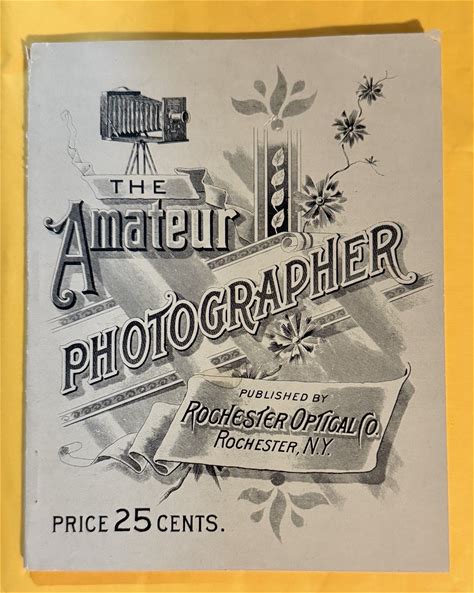 THE
Amateur
PHOTOGRAPHER
PUBLISHED BY
ROCHESTER OPTICAL CO.
ROCHESTER, N.Y.
PRICE 25 CENTS.